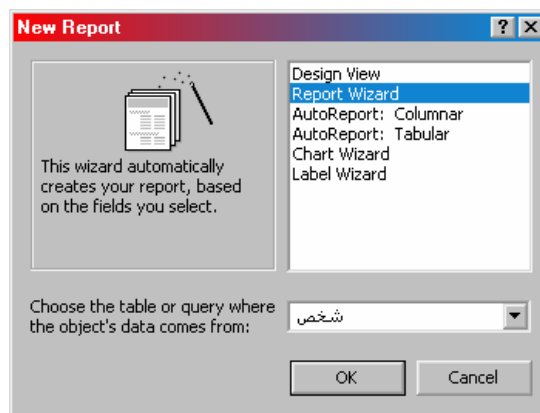 New Report
Design View
Report Wizard
AutoReport: Columnar
AutoReport: Tabular
Chart Wizard
Label Wizard
This wizard automatically
creates your report, based
on the fields you select.
Choose the table or query where
the object's data comes from:
شخص
OK
Cancel